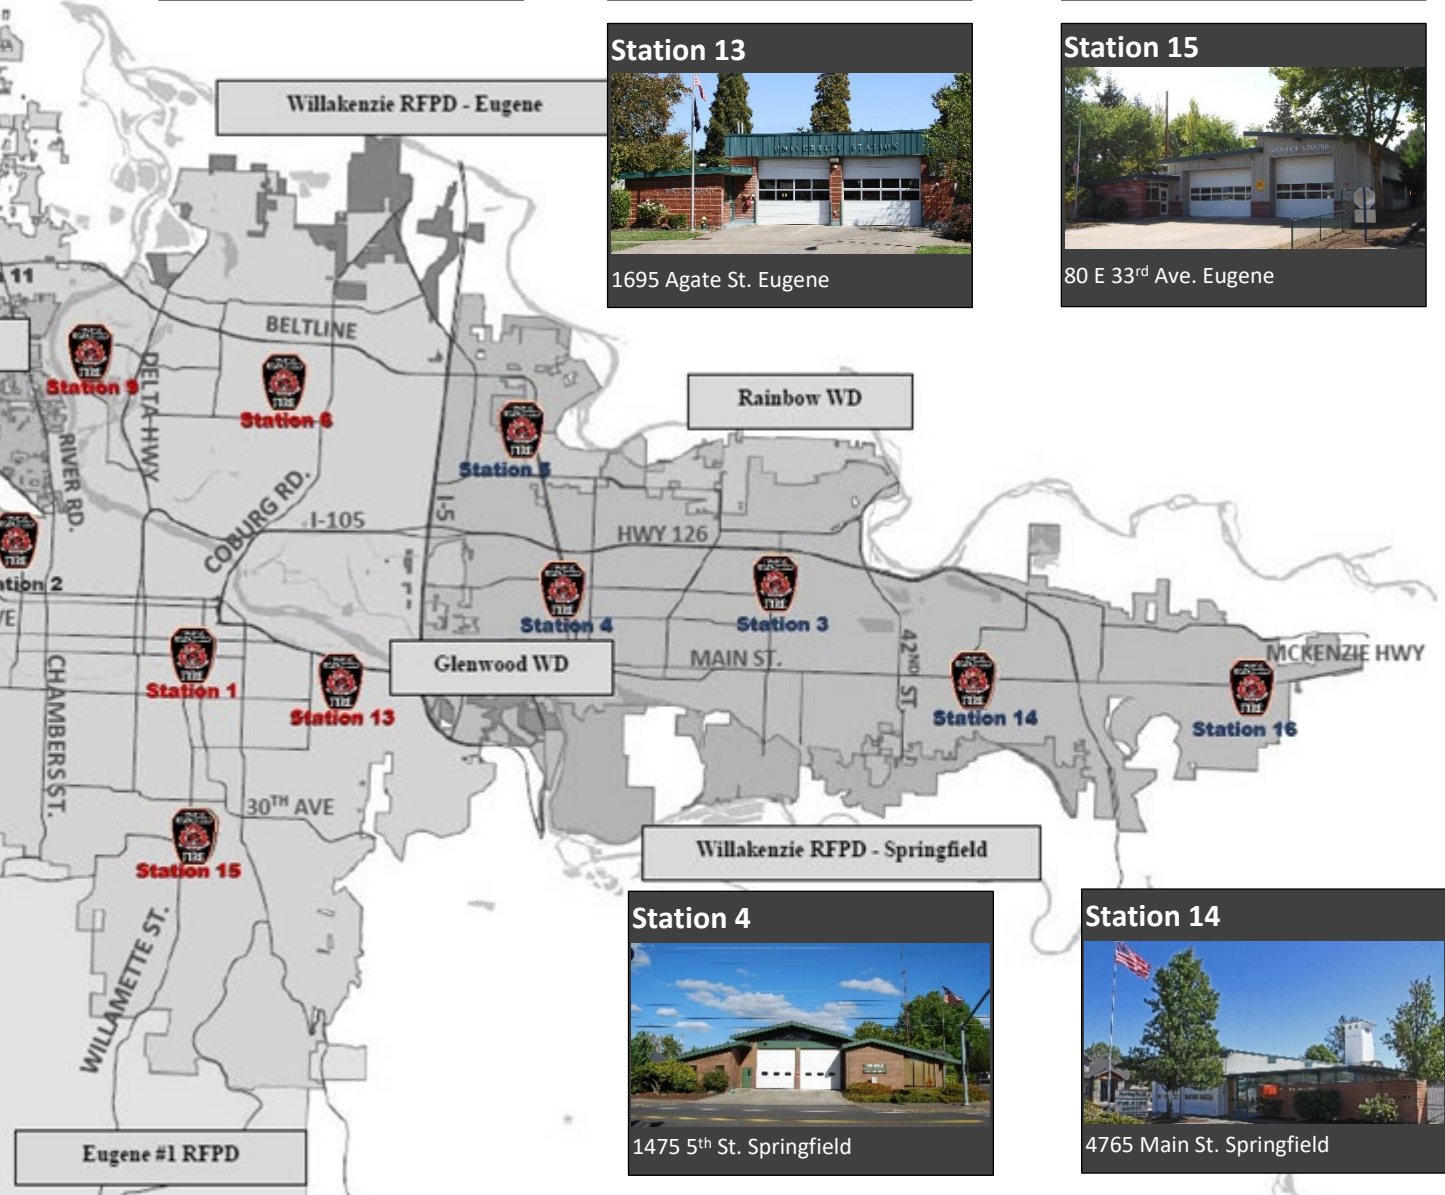 Station 13
Station 15
Willakenzie RFPD - Eugene
UNIVERSITY STATION
1695 Agate St. Eugene
80 E 33rd Ave. Eugene
11
BELTLINE
Station 9
DELTA HWY
Station 6
Rainbow WD
RIVER RD.
Station 5
COBURG RD.
I-105
I-5
HWY 126
tion 2
VE
Station 4
Station 3
Glenwood WD
MAIN ST.
42ND ST
MCKENZIE HWY
CHAMBERS ST.
Station 1
Station 13
Station 14
Station 16
30TH AVE
Station 15
Willakenzie RFPD - Springfield
WILLAMETTE ST.
Station 4
Station 14
Eugene #1 RFPD
1475 5th St. Springfield
4765 Main St. Springfield